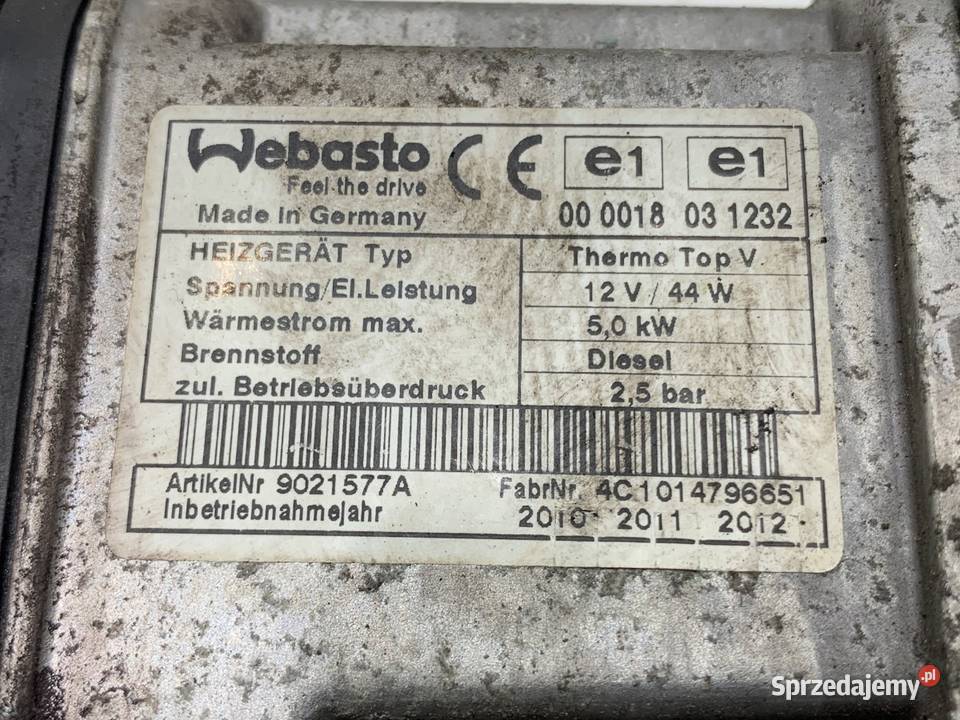 Webasto
Feel the drive
CE e1 e1
Made in Germany 00 0018 03 1232
HEIZGERÄT Typ Thermo Top V
Spannung/El.Leistung 12 V / 44 W
Wärmestrom max. 5,0 kW
Brennstoff Diesel
zul. Betriebsüberdruck 2,5 bar
ArtikelNr 9021577A FabrNr. 4C1014796651
Inbetriebnahmejahr 2010 2011 2012
Sprzedajemy.pl